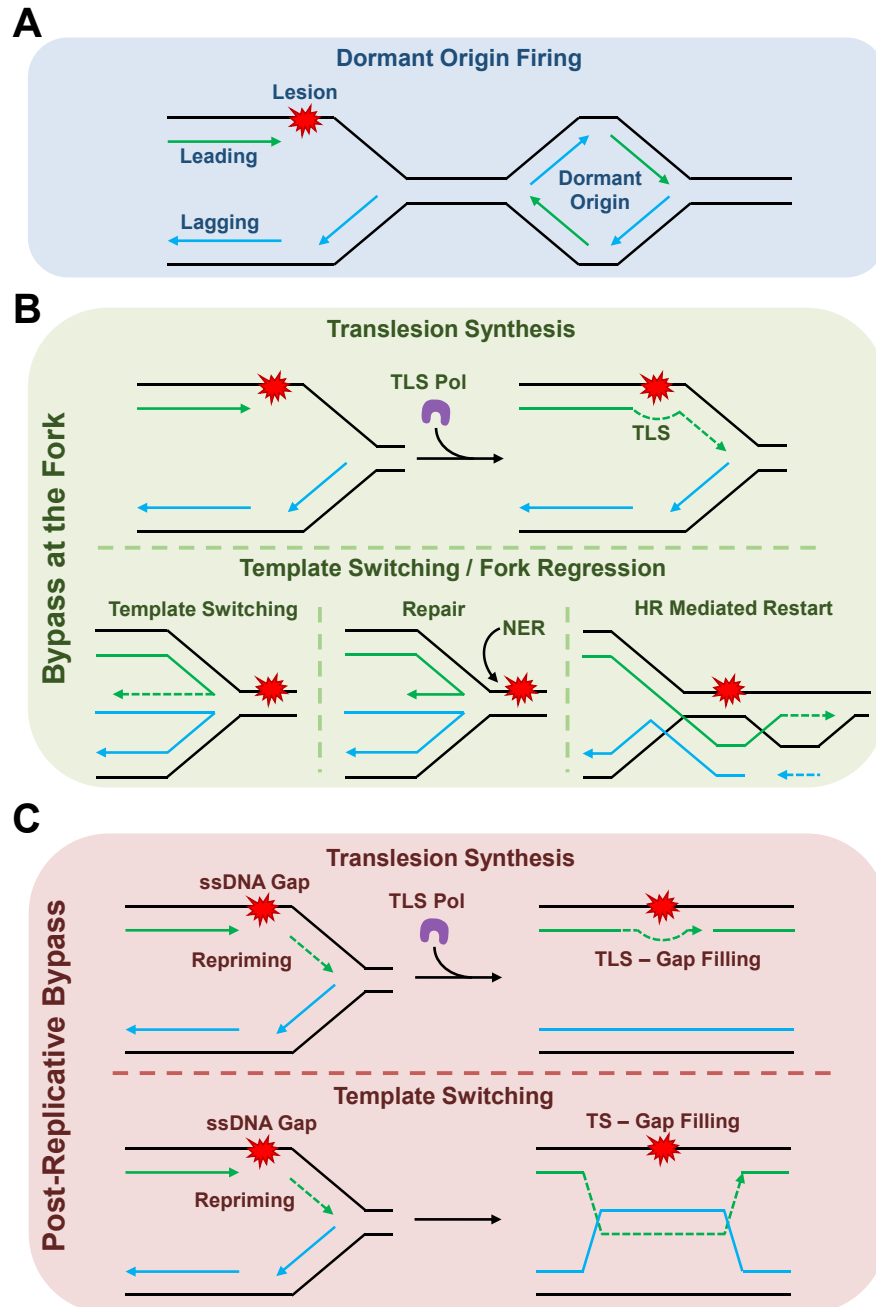 A
Dormant Origin Firing
Lesion
Leading
Lagging
Dormant
Origin
B
Bypass at the Fork
Translesion Synthesis
TLS Pol
TLS
Template Switching / Fork Regression
Template Switching
Repair
NER
HR Mediated Restart
C
Post-Replicative Bypass
Translesion Synthesis
ssDNA Gap
TLS Pol
Repriming
TLS – Gap Filling
Template Switching
ssDNA Gap
TS – Gap Filling
Repriming